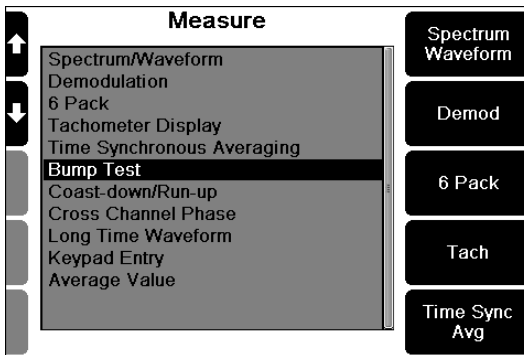 Measure
Spectrum/Waveform
Demodulation
6 Pack
Tachometer Display
Time Synchronous Averaging
Bump Test
Coast-down/Run-up
Cross Channel Phase
Long Time Waveform
Keypad Entry
Average Value
Spectrum
Waveform
Demod
6 Pack
Tach
Time Sync
Avg